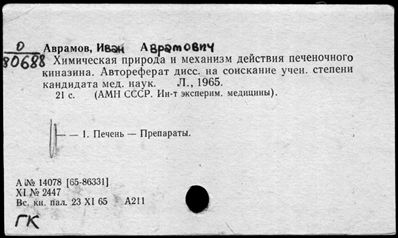 О
80688
Аврамов, Иван Аврамович
Химическая природа и механизм действия печеночного
киназина. Автореферат дисс. на соискание учен. степени
кандидата мед. наук. Л., 1965.
21 с. (АМН СССР. Ин-т эксперим. медицины).
— 1. Печень — Препараты.
А № 14078 [65-86331]
XI № 2447
Вс. кн. пал. 23 XI 65 А211
ГК